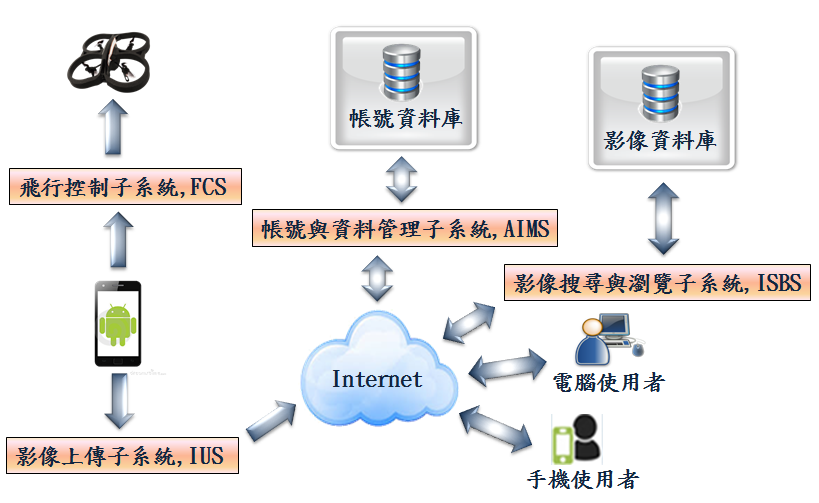 帳號資料庫
影像資料庫
飛行控制子系統,FCS
帳號與資料管理子系統,AIMS
影像搜尋與瀏覽子系統,ISBS
Internet
電腦使用者
影像上傳子系統,IUS
手機使用者